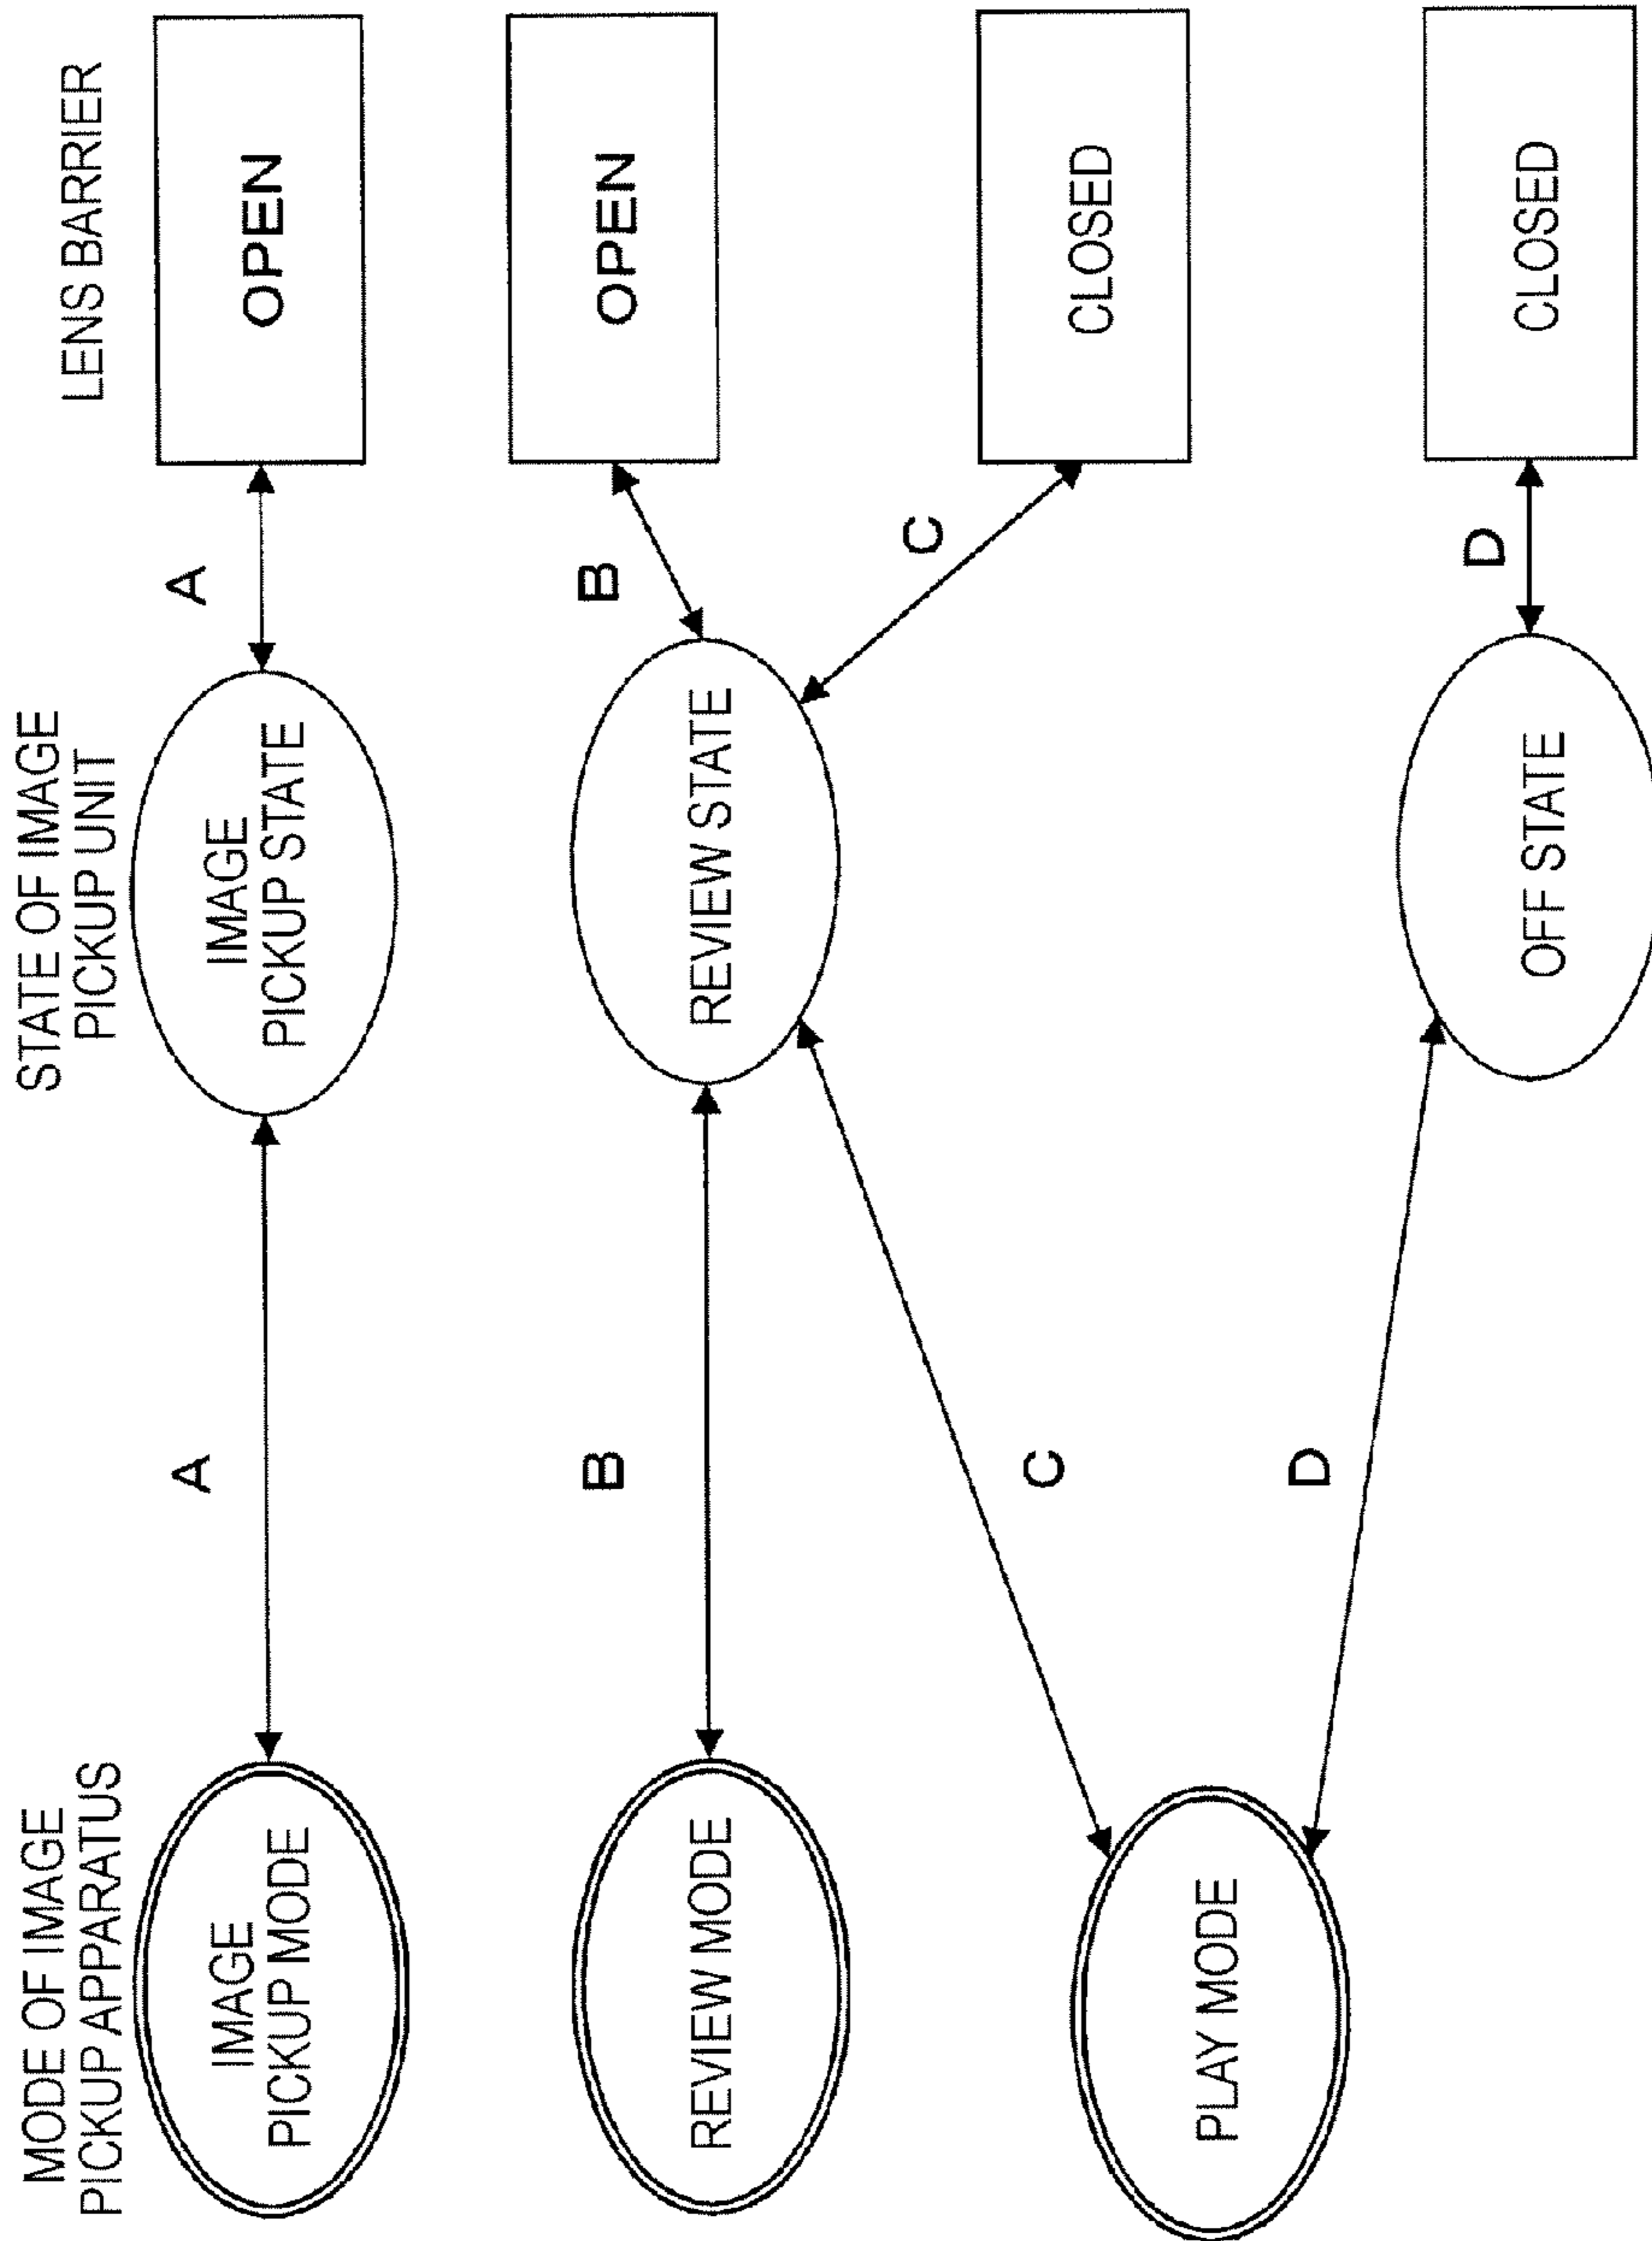 MODE OF IMAGE
PICKUP APPARATUS
STATE OF IMAGE
PICKUP UNIT
LENS BARRIER
IMAGE
PICKUP MODE
A
IMAGE
PICKUP STATE
A
OPEN
REVIEW MODE
B
REVIEW STATE
B
OPEN
C
C
CLOSED
PLAY MODE
D
OFF STATE
D
CLOSED